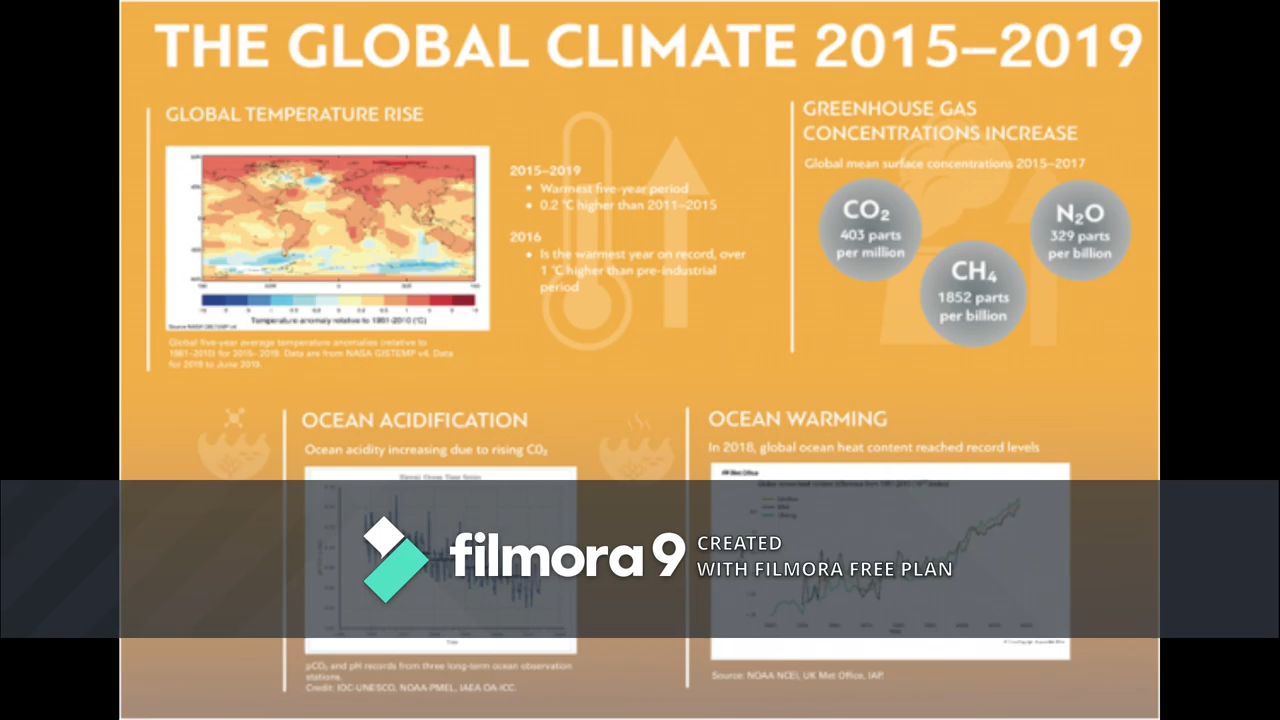 THE GLOBAL CLIMATE 2015–2019
GLOBAL TEMPERATURE RISE
Temperature anomaly relative to 1981-2010 (°C)
Source: NASA GISTEMP v4
Global five-year average temperature anomalies (relative to
1981–2010) for 2015– 2019. Data are from NASA GISTEMP v4. Data
for 2019 to June 2019.
2015–2019
• Warmest five-year period
• 0.2 °C higher than 2011–2015
2016
• Is the warmest year on record, over
1 °C higher than pre-industrial
period
GREENHOUSE GAS
CONCENTRATIONS INCREASE
Global mean surface concentrations 2015–2017
CO₂
403 parts
per million
N₂O
329 parts
per billion
CH₄
1852 parts
per billion
OCEAN ACIDIFICATION
Ocean acidity increasing due to rising CO₂
Time
pCO₂ and pH records from three long-term ocean observation
stations.
Credit: IOC-UNESCO, NOAA-PMEL, IAEA OA-ICC.
OCEAN WARMING
In 2018, global ocean heat content reached record levels
Met Office
Source: NOAA NCEI, UK Met Office, IAP.
filmora9
CREATED
WITH FILMORA FREE PLAN